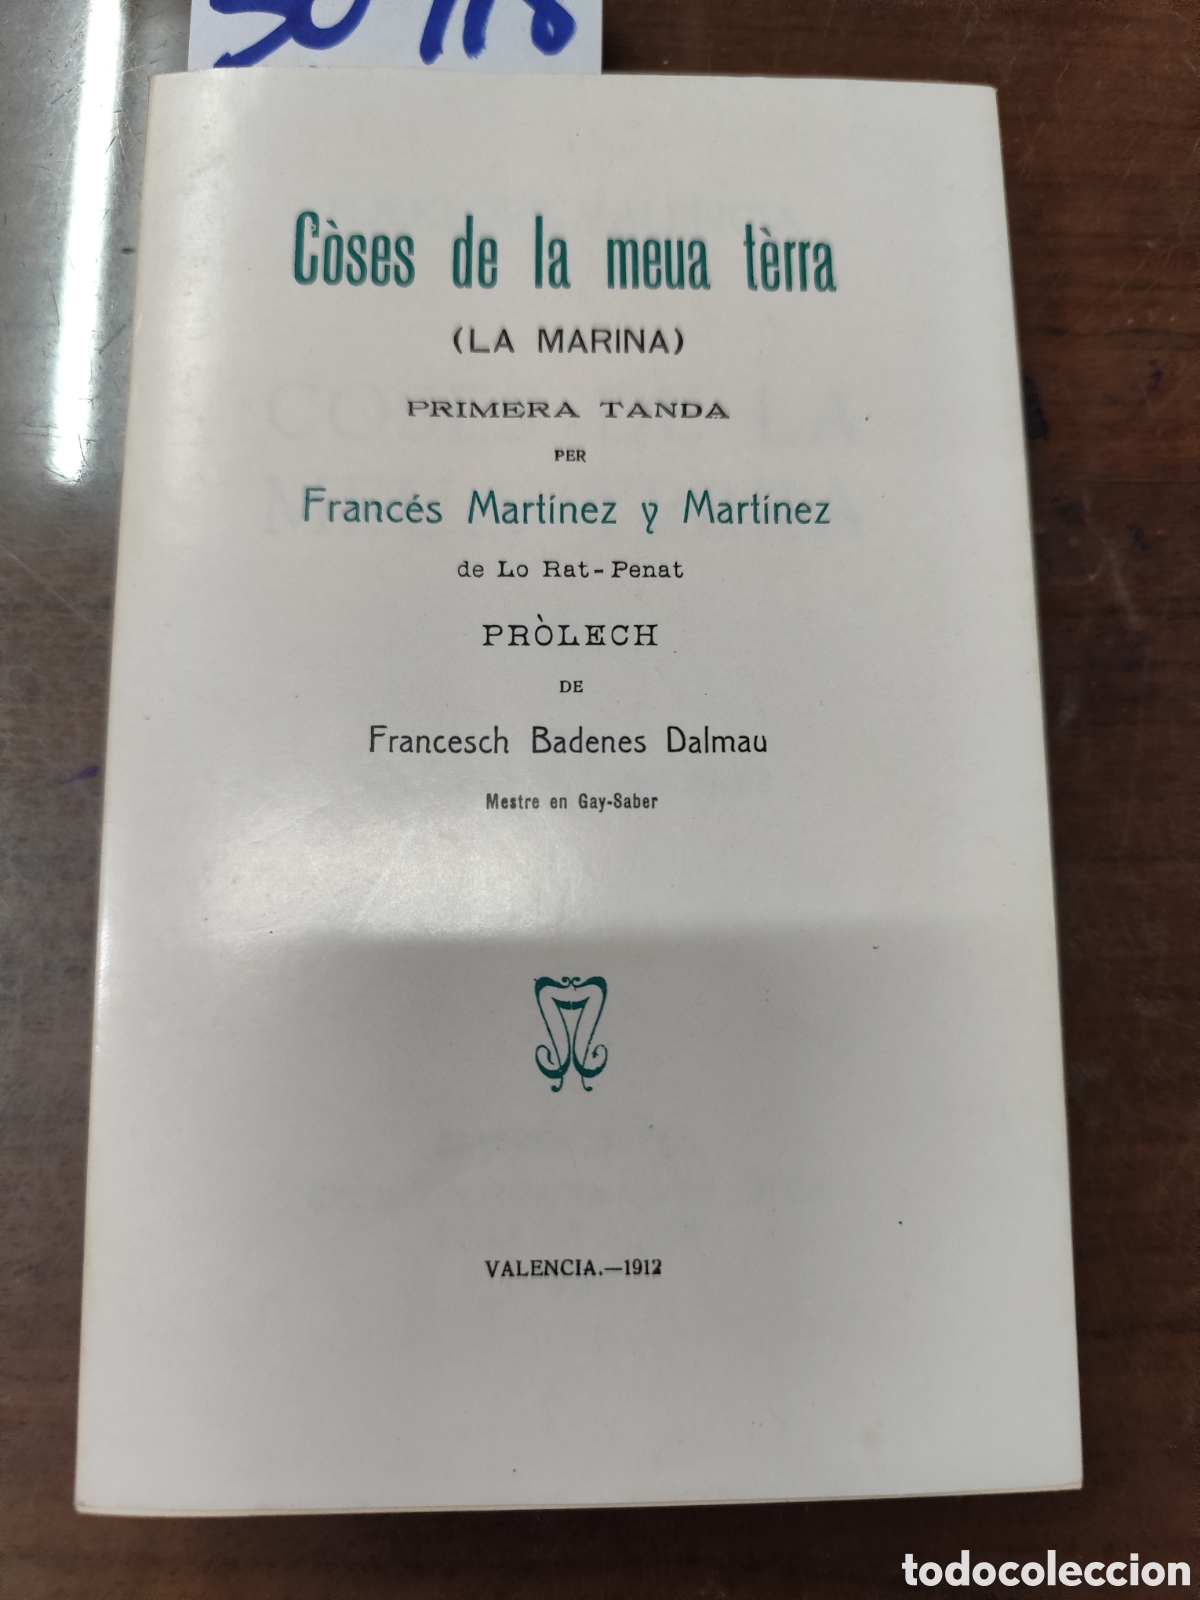 Còses de la meua tèrra
(LA MARINA)
PRIMERA TANDA
PER
Francés Martínez y Martínez
de Lo Rat-Penat
PRÒLECH
DE
Francesch Badenes Dalmau
Mestre en Gay-Saber
VALENCIA.—1912
todocoleccion